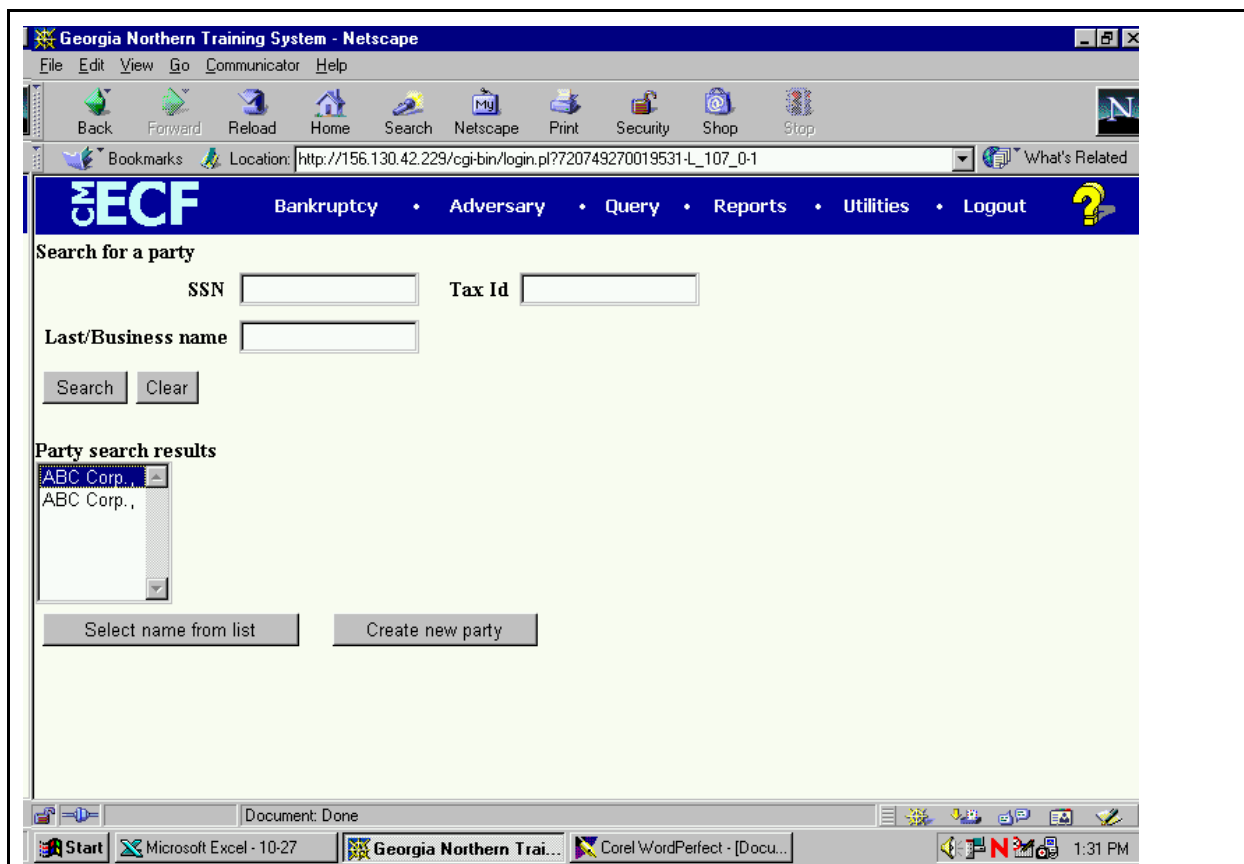 Georgia Northern Training System - Netscape
File Edit View Go Communicator Help
Back Forward Reload Home Search Netscape Print Security Shop Stop
My
N
Bookmarks Location: http://156.130.42.229/cgi-bin/login.pl?720749270019531-L_107_0-1 What's Related
CM ECF Bankruptcy • Adversary • Query • Reports • Utilities • Logout ?
Search for a party
SSN Tax Id
Last/Business name
Search Clear
Party search results
ABC Corp.,
ABC Corp.,
Select name from list Create new party
Document: Done
Start Microsoft Excel - 10-27 Georgia Northern Trai... Corel WordPerfect - [Docu... N 1:31 PM